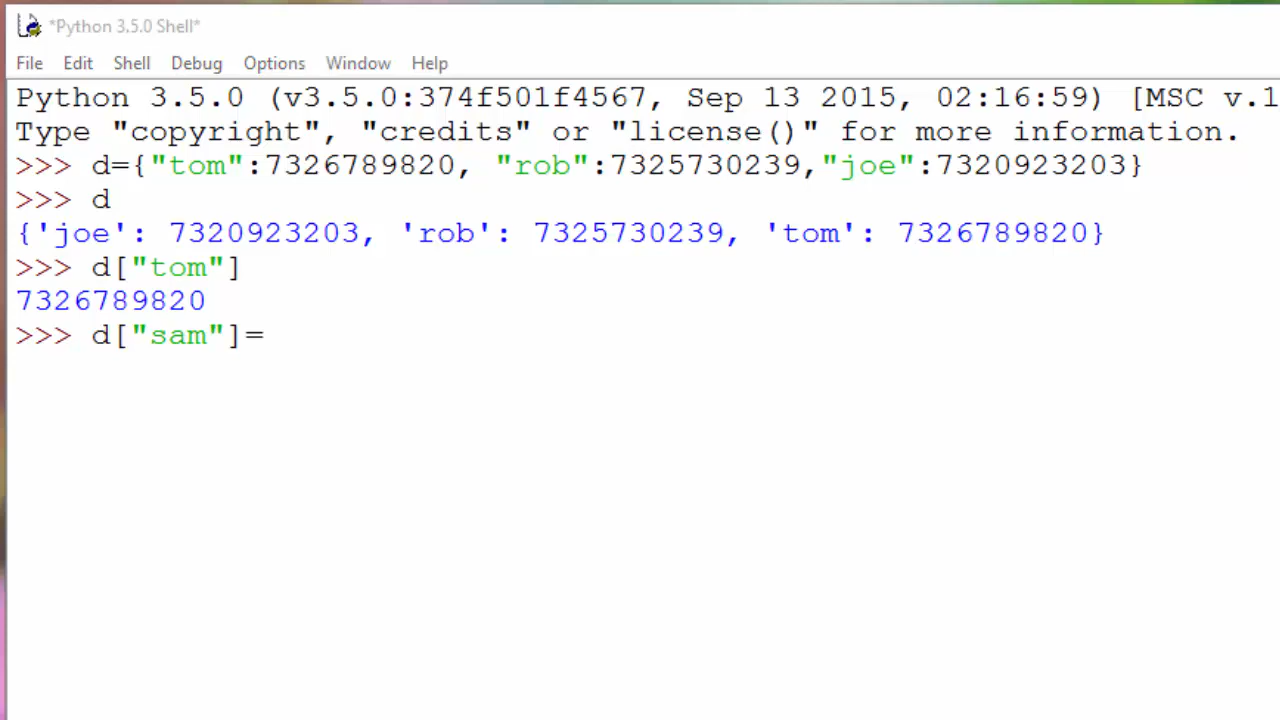 *Python 3.5.0 Shell*
File Edit Shell Debug Options Window Help
Python 3.5.0 (v3.5.0:374f501f4567, Sep 13 2015, 02:16:59) [MSC v.1
Type "copyright", "credits" or "license()" for more information.
>>> d={"tom":7326789820, "rob":7325730239,"joe":7320923203}
>>> d
{'joe': 7320923203, 'rob': 7325730239, 'tom': 7326789820}
>>> d["tom"]
7326789820
>>> d["sam"]=